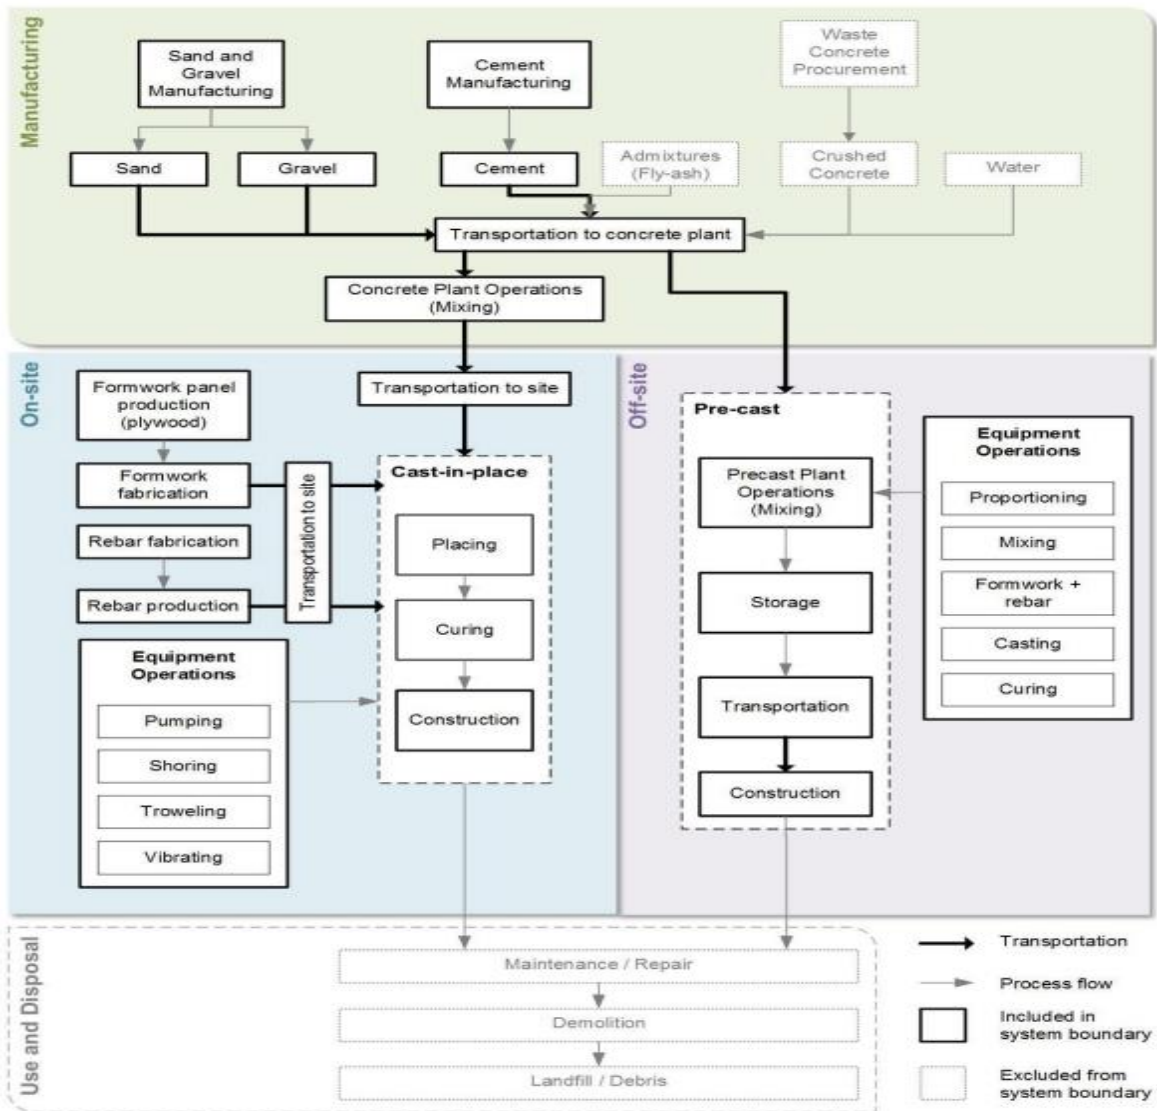 Manufacturing
Sand and
Gravel
Manufacturing
Cement
Manufacturing
Waste
Concrete
Procurement
Sand
Gravel
Cement
Admixtures
(Fly-ash)
Crushed
Concrete
Water
Transportation to concrete plant
Concrete Plant Operations
(Mixing)
On-site
Formwork panel
production
(plywood)
Transportation to site
Formwork
fabrication
Rebar fabrication
Rebar production
Transportation to site
Cast-in-place
Placing
Curing
Construction
Equipment
Operations
Pumping
Shoring
Troweling
Vibrating
Off-site
Pre-cast
Precast Plant
Operations
(Mixing)
Storage
Transportation
Construction
Equipment
Operations
Proportioning
Mixing
Formwork +
rebar
Casting
Curing
Use and Disposal
Maintenance / Repair
Demolition
Landfill / Debris
Transportation
Process flow
Included in
system boundary
Excluded from
system boundary